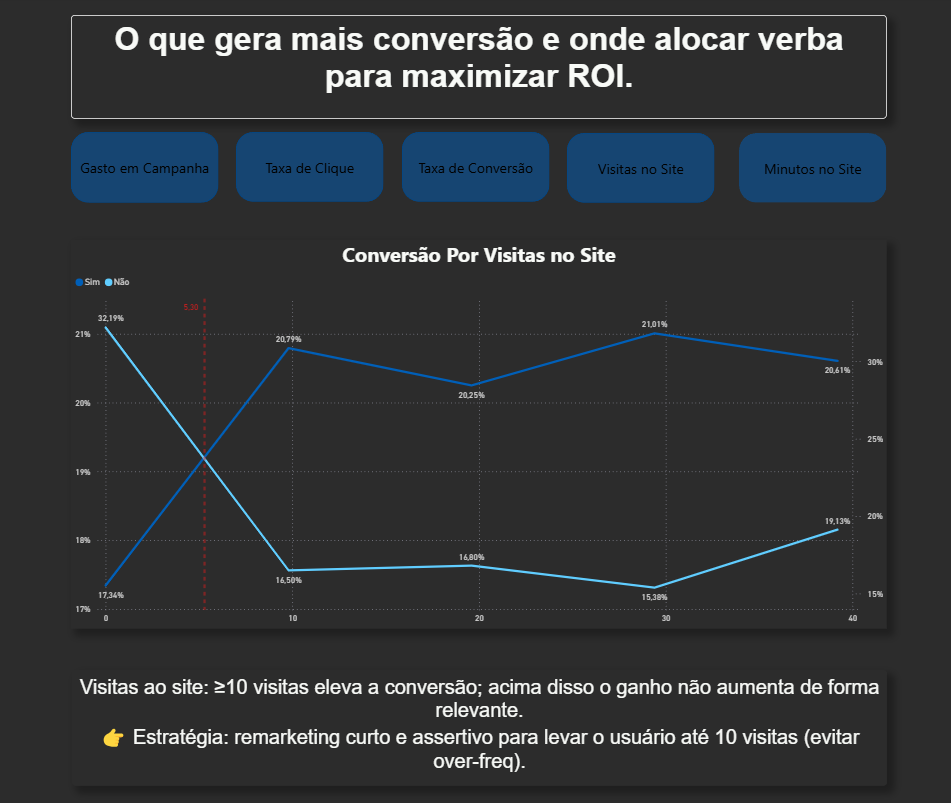 O que gera mais conversão e onde alocar verba
para maximizar ROI.
Gasto em Campanha
Taxa de Clique
Taxa de Conversão
Visitas no Site
Minutos no Site
Conversão Por Visitas no Site
Sim Não
5,30
32,19%
20,79%
20,25%
21,01%
20,61%
17,34%
16,50%
16,80%
15,38%
19,13%
21%
20%
19%
18%
17%
30%
25%
20%
15%
0 10 20 30 40
Visitas ao site: ≥10 visitas eleva a conversão; acima disso o ganho não aumenta de forma
relevante.
👉 Estratégia: remarketing curto e assertivo para levar o usuário até 10 visitas (evitar
over-freq).